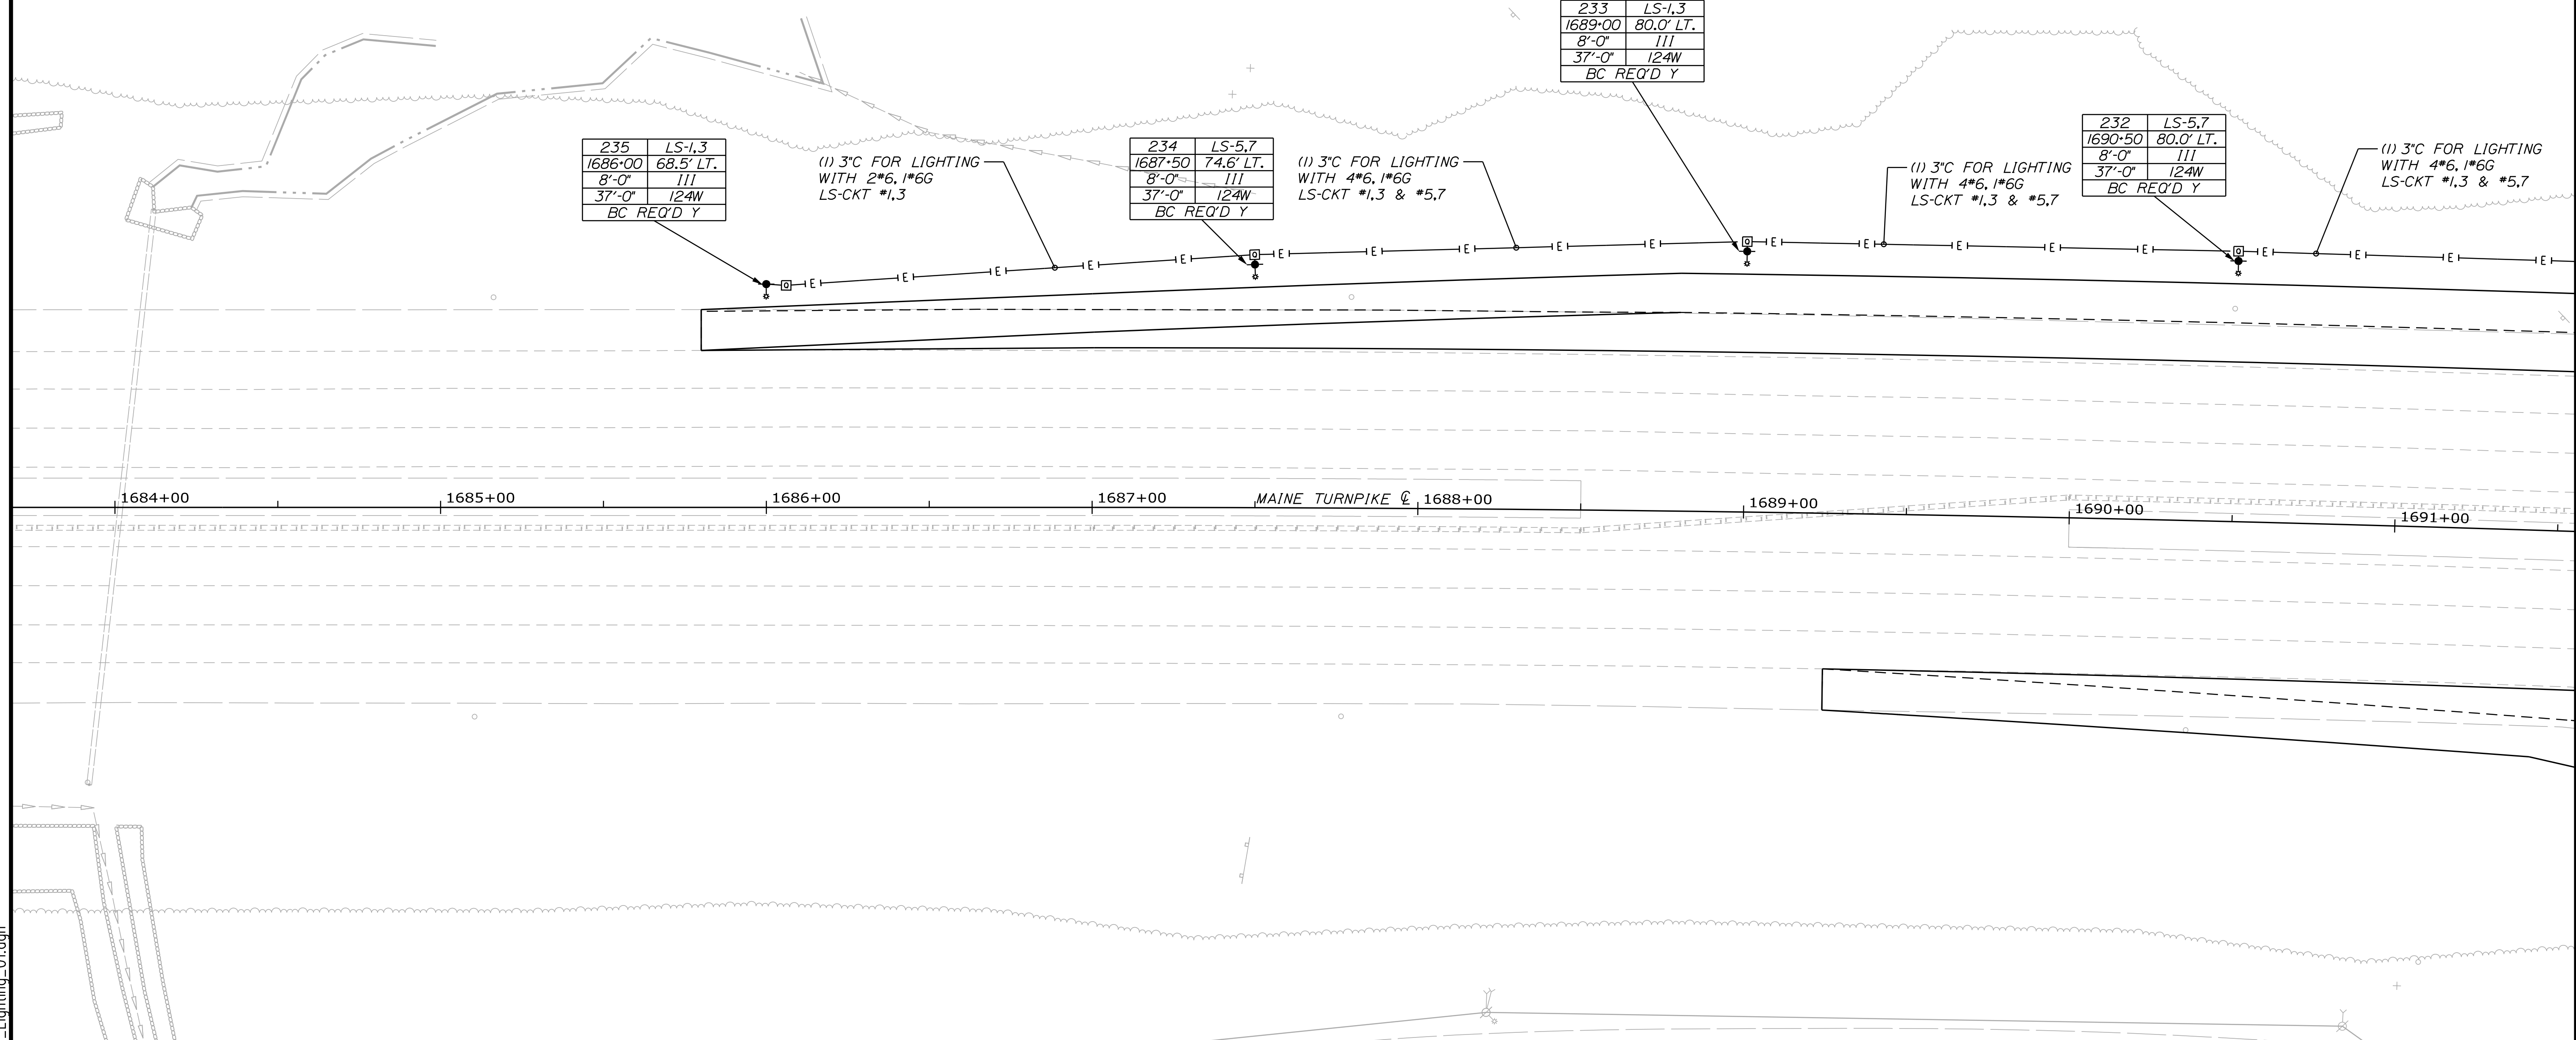 233 LS-1,3
1689+00 80.0' LT.
8'-0" III
37'-0" 124W
BC REQ'D Y
235 LS-1,3
1686+00 68.5' LT.
8'-0" III
37'-0" 124W
BC REQ'D Y
(1) 3"C FOR LIGHTING
WITH 2#6, 1#6G
LS-CKT #1,3
234 LS-5,7
1687+50 74.6' LT.
8'-0" III
37'-0" 124W
BC REQ'D Y
(1) 3"C FOR LIGHTING
WITH 4#6, 1#6G
LS-CKT #1,3 & #5,7
(1) 3"C FOR LIGHTING
WITH 4#6, 1#6G
LS-CKT #1,3 & #5,7
232 LS-5,7
1690+50 80.0' LT.
8'-0" III
37'-0" 124W
BC REQ'D Y
(1) 3"C FOR LIGHTING
WITH 4#6, 1#6G
LS-CKT #1,3 & #5,7
E E E E E E E E E E E E E E E E E E
1684+00 1685+00 1686+00 1687+00 MAINE TURNPIKE ℄ 1688+00 1689+00 1690+00 1691+00
_Lighting_01.dgn